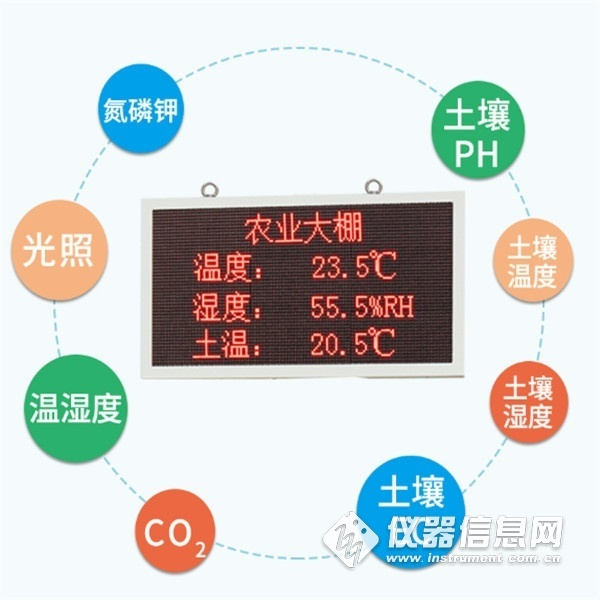 氮磷钾
土壤
PH
光照
土壤
温度
农业大棚
温度： 23.5℃
湿度： 55.5%RH
土温： 20.5℃
温湿度
土壤
湿度
土壤
CO₂
仪器信息网
www.instrument.com.cn